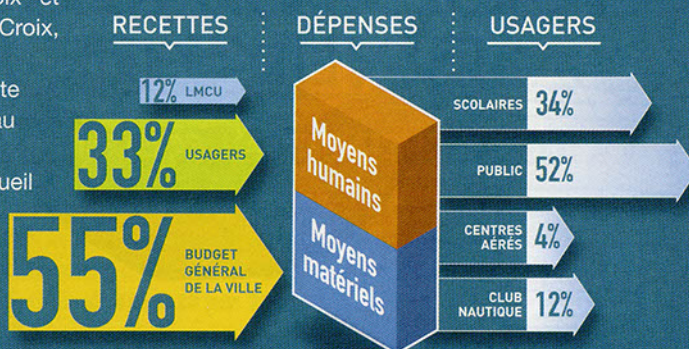 et
Croix,
te
au
ueil
RECETTES
12% LMCU
33% USAGERS
55% BUDGET
GÉNÉRAL
DE LA VILLE
DÉPENSES
Moyens
humains
Moyens
matériels
USAGERS
SCOLAIRES 34%
PUBLIC 52%
CENTRES
AÉRÉS 4%
CLUB
NAUTIQUE 12%